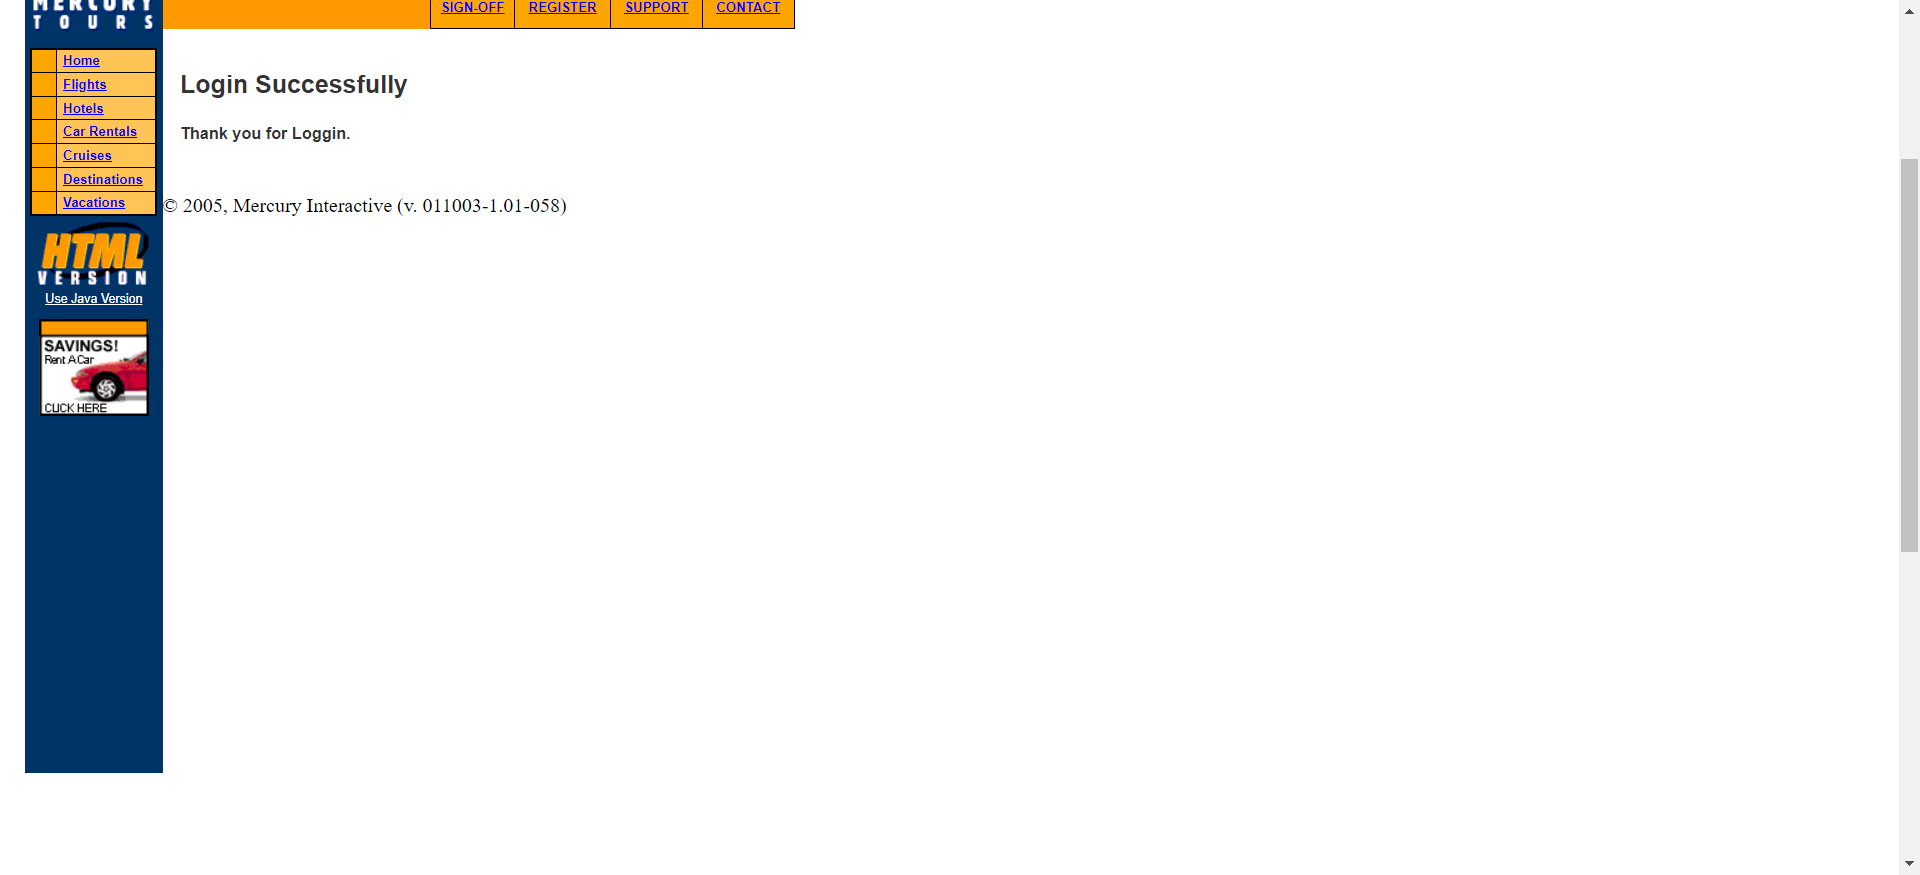 MERCURY
TOURS
SIGN-OFF REGISTER SUPPORT CONTACT
Home
Flights
Hotels
Car Rentals
Cruises
Destinations
Vacations
Login Successfully
Thank you for Loggin.
© 2005, Mercury Interactive (v. 011003-1.01-058)
HTML
VERSION
Use Java Version
SAVINGS!
Rent A Car
CLICK HERE